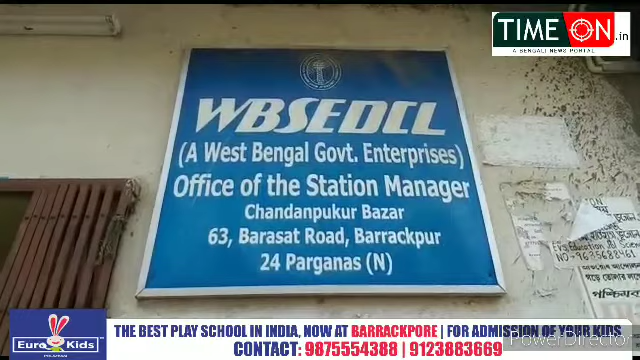 TIME ON.in
A BENGALI NEWS PORTAL
WBSEDCL
(A West Bengal Govt. Enterprises)
Office of the Station Manager
Chandanpukur Bazar
63, Barasat Road, Barrackpur
24 Parganas (N)
NO-9635688461
PowerDirector
Euro Kids
THE BEST PLAY SCHOOL IN INDIA, NOW AT BARRACKPORE | FOR ADMISSION OF YOUR KIDS
CONTACT: 9875554388 | 9123883669